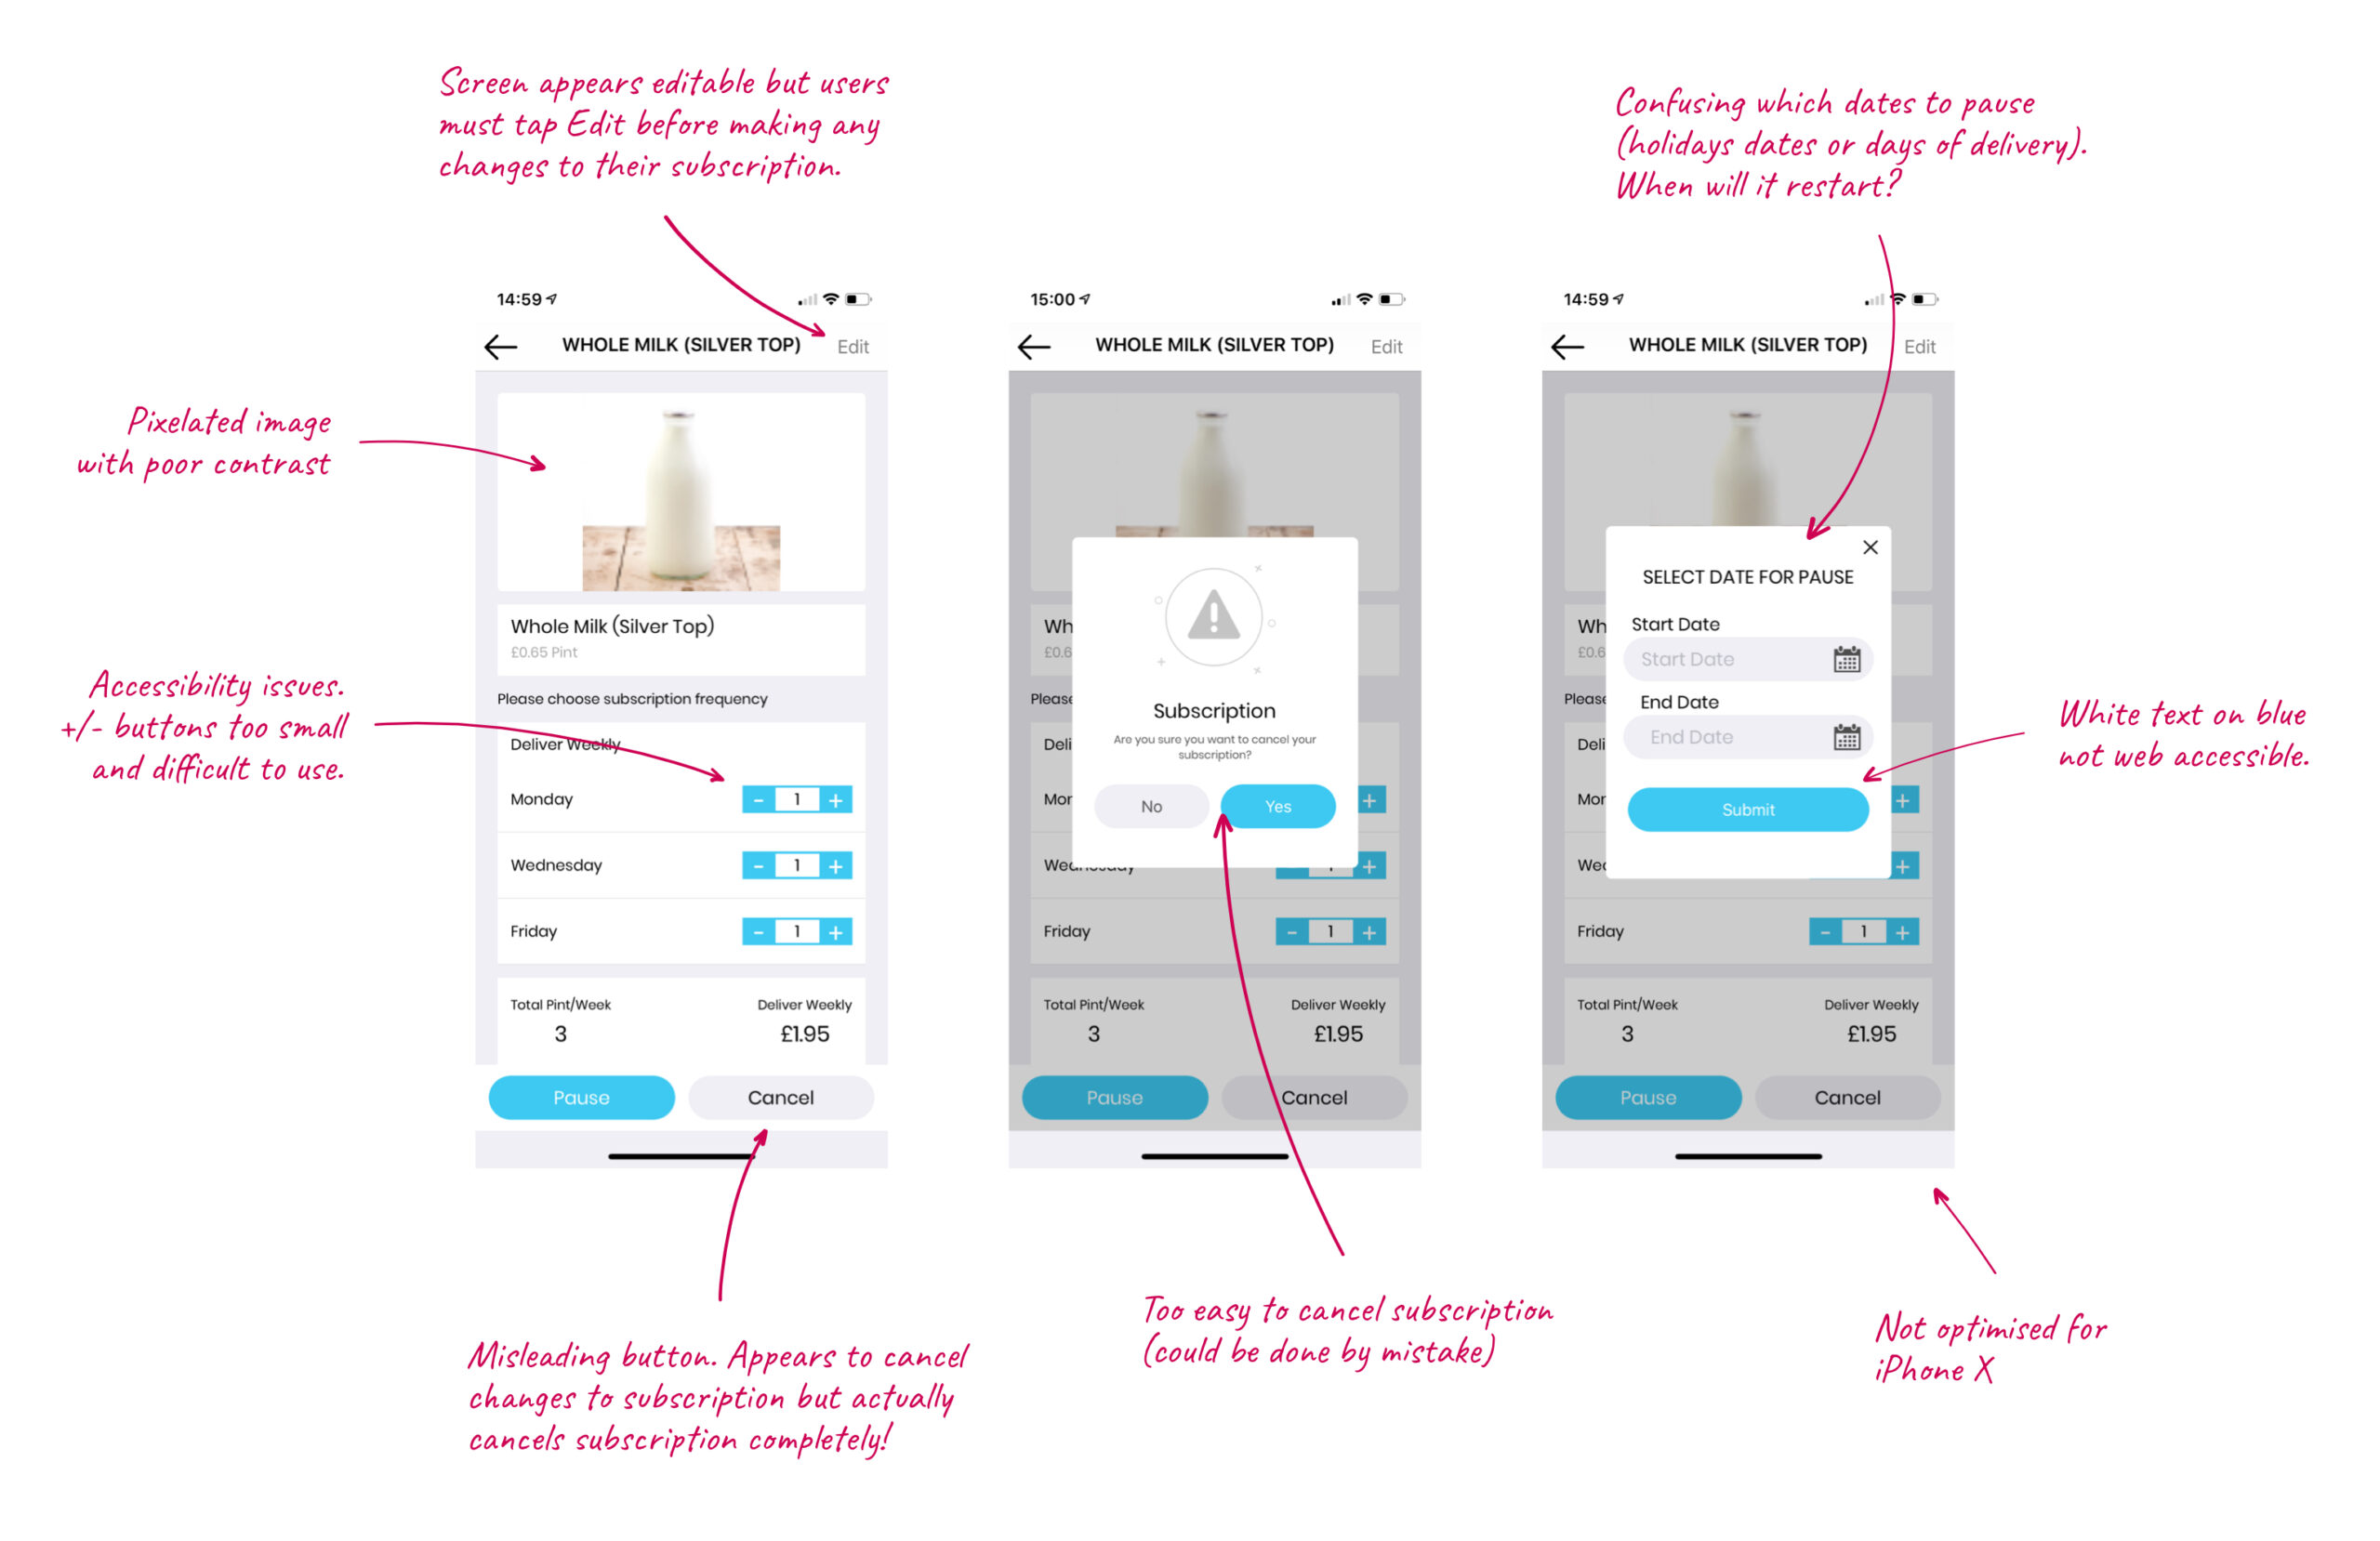 Screen appears editable but users
must tap Edit before making any
changes to their subscription.
Confusing which dates to pause
(holidays dates or days of delivery).
When will it restart?
Pixelated image
with poor contrast
Accessibility issues.
+/- buttons too small
and difficult to use.
14:59
WHOLE MILK (SILVER TOP)
Edit
Whole Milk (Silver Top)
£0.65 Pint
Please choose subscription frequency
Deliver Weekly
Monday
- 1 +
Wednesday
- 1 +
Friday
- 1 +
Total Pint/Week
Deliver Weekly
3
£1.95
Pause
Cancel
15:00
WHOLE MILK (SILVER TOP)
Edit
Wh
£0.6
Please
Deli
Mon
+
Wednesday
1 +
Subscription
Are you sure you want to cancel your
subscription?
No
Yes
Friday
- 1 +
Total Pint/Week
Deliver Weekly
3
£1.95
Pause
Cancel
14:59
WHOLE MILK (SILVER TOP)
Edit
Wh
£0.6
Please
Deli
Mor
+
Wed
+
SELECT DATE FOR PAUSE
Start Date
Start Date
End Date
End Date
Submit
Friday
- 1 +
Total Pint/Week
Deliver Weekly
3
£1.95
Pause
Cancel
White text on blue
not web accessible.
Misleading button. Appears to cancel
changes to subscription but actually
cancels subscription completely!
Too easy to cancel subscription
(could be done by mistake)
Not optimised for
iPhone X